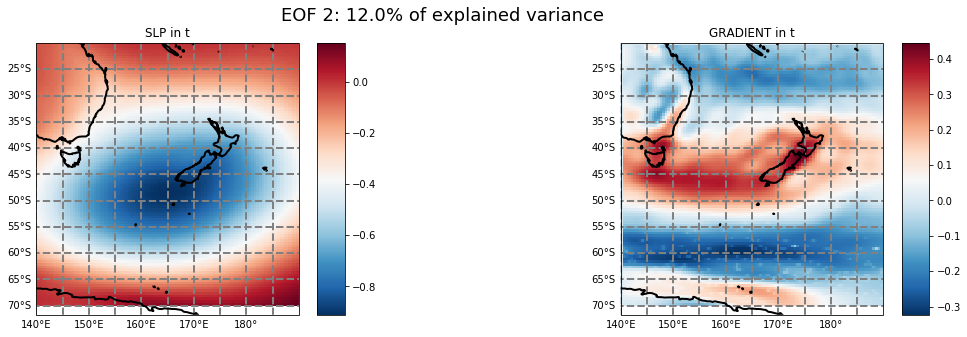 EOF 2: 12.0% of explained variance
SLP in t
GRADIENT in t
25°S
30°S
35°S
40°S
45°S
50°S
55°S
60°S
65°S
70°S
140°E
150°E
160°E
170°E
180°
0.0
−0.2
−0.4
−0.6
−0.8
25°S
30°S
35°S
40°S
45°S
50°S
55°S
60°S
65°S
70°S
140°E
150°E
160°E
170°E
180°
0.4
0.3
0.2
0.1
0.0
−0.1
−0.2
−0.3